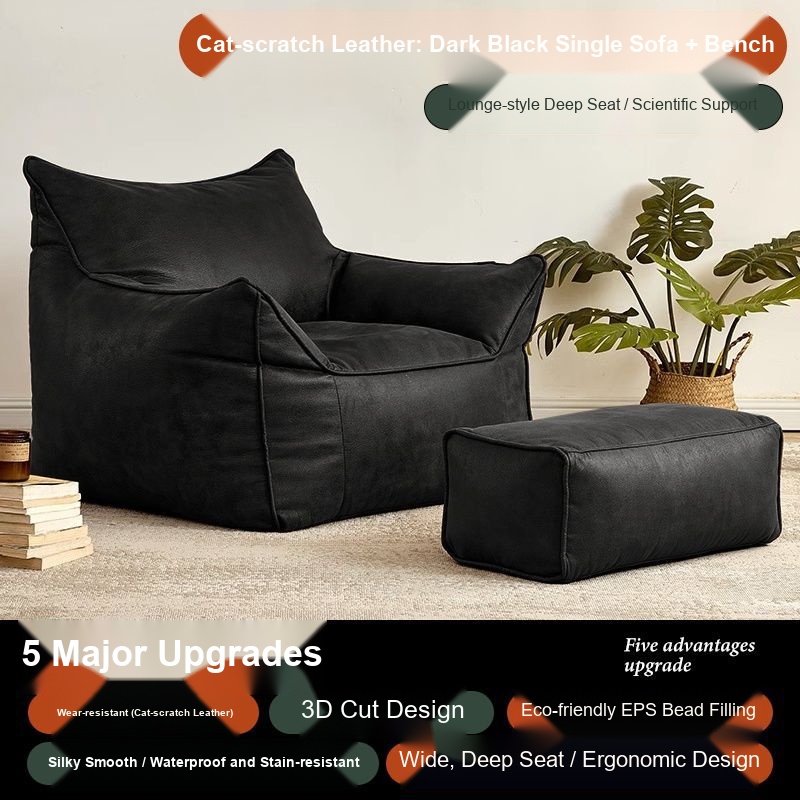 Cat-scratch Leather: Dark Black Single Sofa + Bench
Lounge-style Deep Seat / Scientific Support
5 Major Upgrades
Five advantages
upgrade
Wear-resistant (Cat-scratch Leather)
3D Cut Design
Eco-friendly EPS Bead Filling
Silky Smooth / Waterproof and Stain-resistant
Wide, Deep Seat / Ergonomic Design